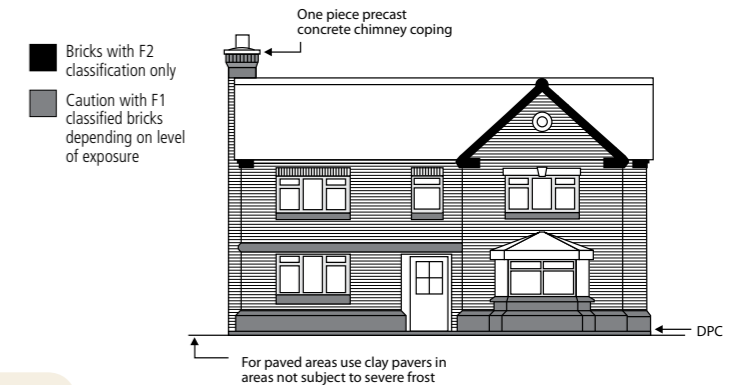 One piece precast
concrete chimney coping
Bricks with F2
classification only
Caution with F1
classified bricks
depending on level
of exposure
DPC
For paved areas use clay pavers in
areas not subject to severe frost